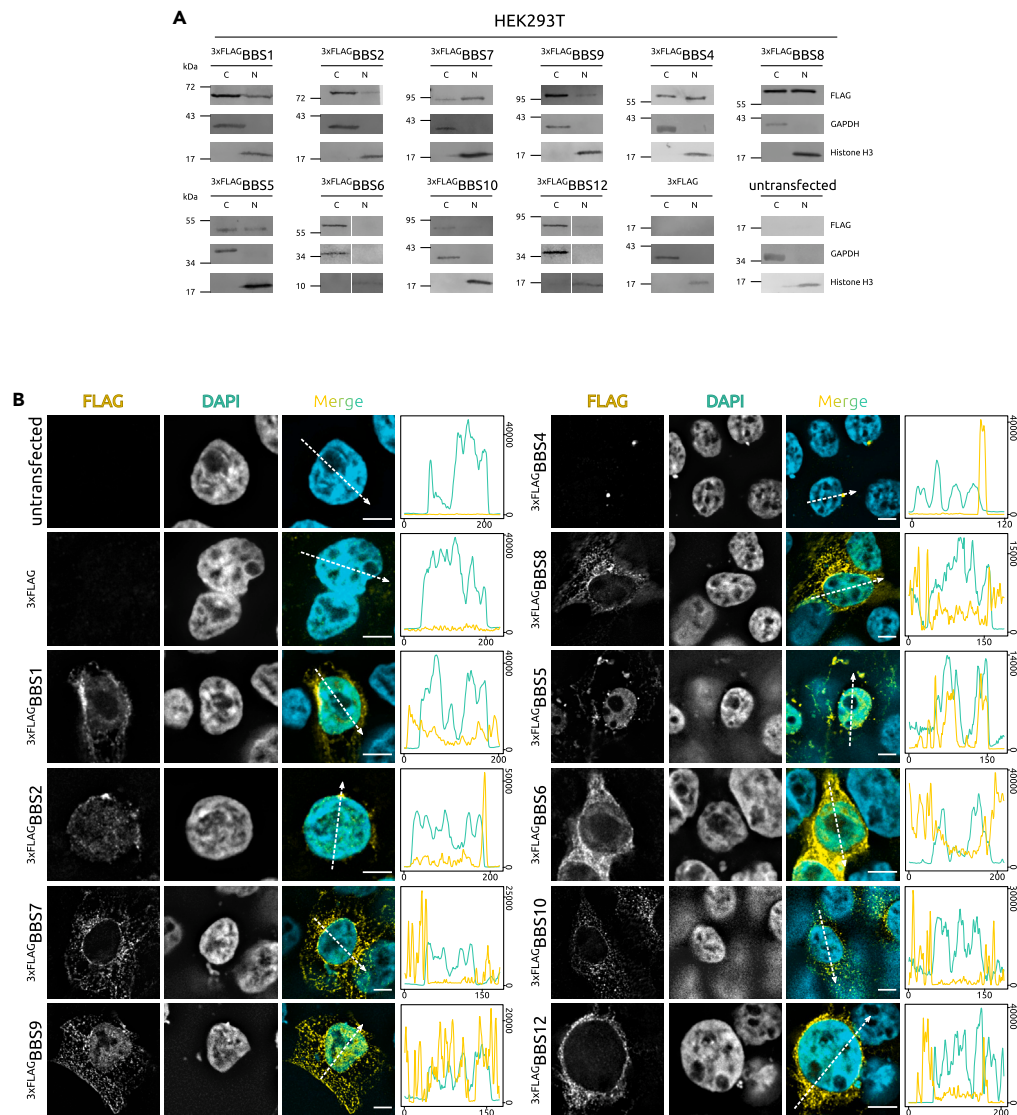 A
HEK293T
3xFLAGBBS1 3xFLAGBBS2 3xFLAGBBS7 3xFLAGBBS9 3xFLAGBBS4 3xFLAGBBS8
kDa C N C N C N C N C N C N
72 72 95 95 55 55 FLAG
43 43 43 43 43 43 GAPDH
17 17 17 17 17 17 Histone H3
3xFLAGBBS5 3xFLAGBBS6 3xFLAGBBS10 3xFLAGBBS12 3xFLAG untransfected
kDa C N C N C N C N C N C N
55 55 95 95 17 17 FLAG
34 34 43 34 43 34 GAPDH
17 10 17 17 17 17 Histone H3
B
FLAG DAPI Merge
untransfected
40000
0
0 200
3xFLAG
40000
0
0 200
3xFLAGBBS1
40000
0
0 200
3xFLAGBBS2
50000
0
0 200
3xFLAGBBS7
25000
0
0 150
3xFLAGBBS9
20000
0
0 150
FLAG DAPI Merge
3xFLAGBBS4
40000
0
0 120
3xFLAGBBS8
15000
0
0 150
3xFLAGBBS5
14000
0
0 150
3xFLAGBBS6
40000
0
0 200
3xFLAGBBS10
30000
0
0 150
3xFLAGBBS12
40000
0
0 200